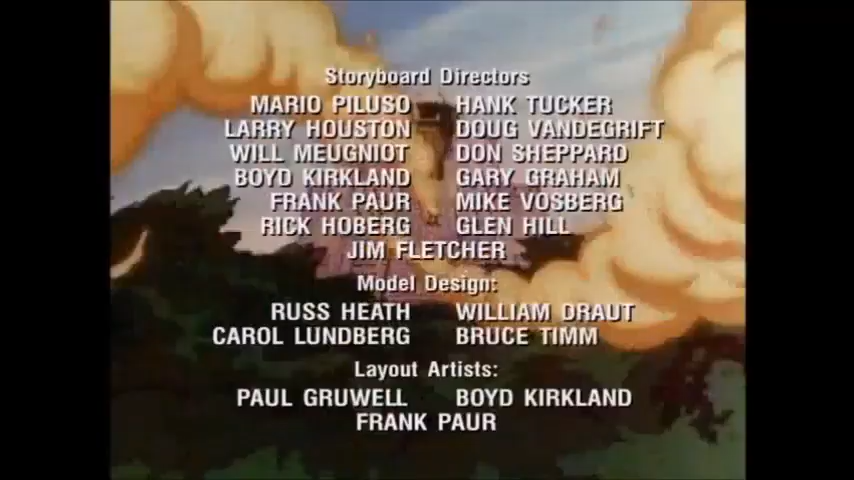 Storyboard Directors
MARIO PILUSO HANK TUCKER
LARRY HOUSTON DOUG VANDEGRIFT
WILL MEUGNIOT DON SHEPPARD
BOYD KIRKLAND GARY GRAHAM
FRANK PAUR MIKE VOSBERG
RICK HOBERG GLEN HILL
JIM FLETCHER
Model Design:
RUSS HEATH WILLIAM DRAUT
CAROL LUNDBERG BRUCE TIMM
Layout Artists:
PAUL GRUWELL BOYD KIRKLAND
FRANK PAUR